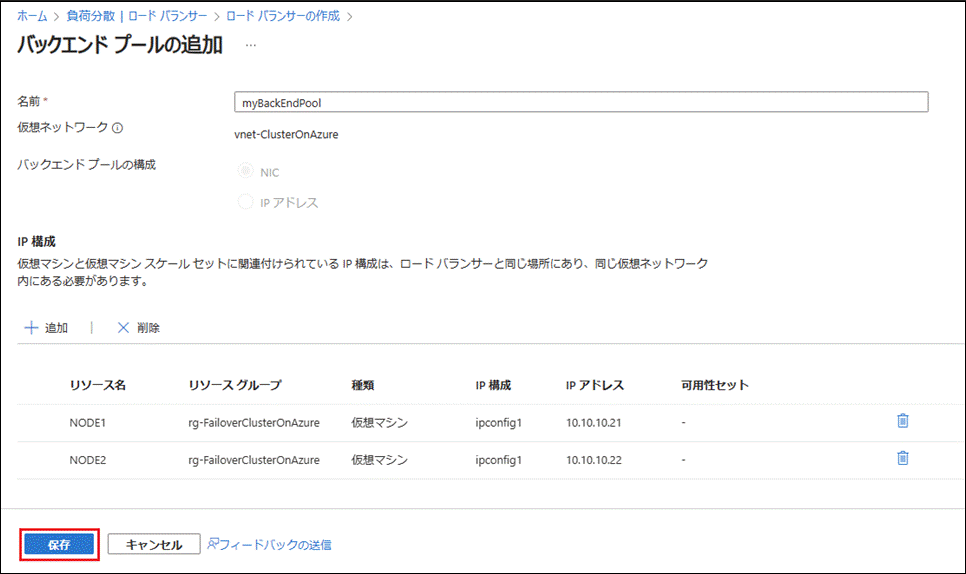 ホーム > 負荷分散 | ロード バランサー > ロード バランサーの作成 >
バックエンド プールの追加 …
名前 * myBackEndPool
仮想ネットワーク vnet-ClusterOnAzure
バックエンド プールの構成 NIC
IP アドレス
IP 構成
仮想マシンと仮想マシン スケール セットに関連付けられている IP 構成は、ロード バランサーと同じ場所にあり、同じ仮想ネットワーク
内にある必要があります。
追加 | 削除
リソース名 リソース グループ 種類 IP 構成 IP アドレス 可用性セット
NODE1 rg-FailoverClusterOnAzure 仮想マシン ipconfig1 10.10.10.21 -
NODE2 rg-FailoverClusterOnAzure 仮想マシン ipconfig1 10.10.10.22 -
保存 キャンセル フィードバックの送信